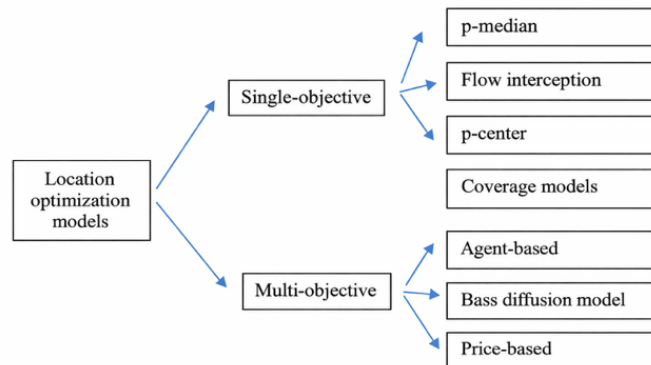 p-median
Flow interception
Single-objective
p-center
Location
optimization
models
Coverage models
Agent-based
Multi-objective
Bass diffusion model
Price-based